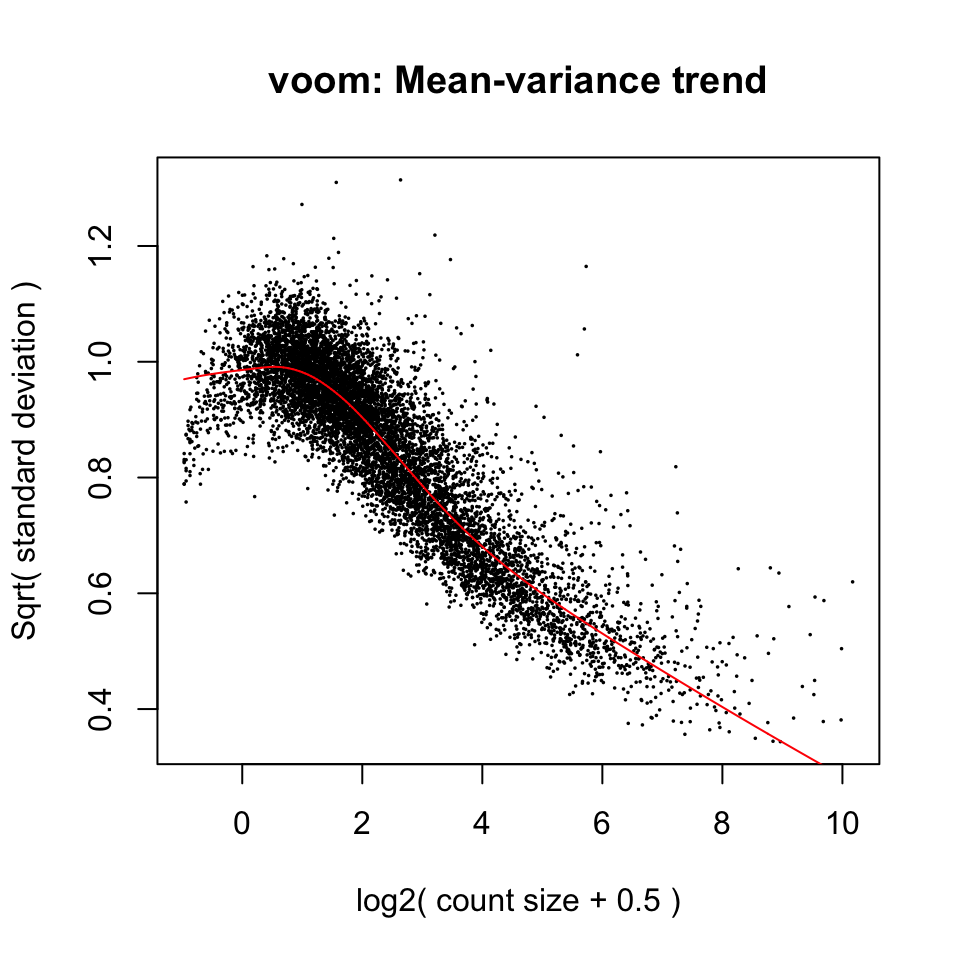 voom: Mean-variance trend
Sqrt( standard deviation )
1.2
1.0
0.8
0.6
0.4
0 2 4 6 8 10
log2( count size + 0.5 )